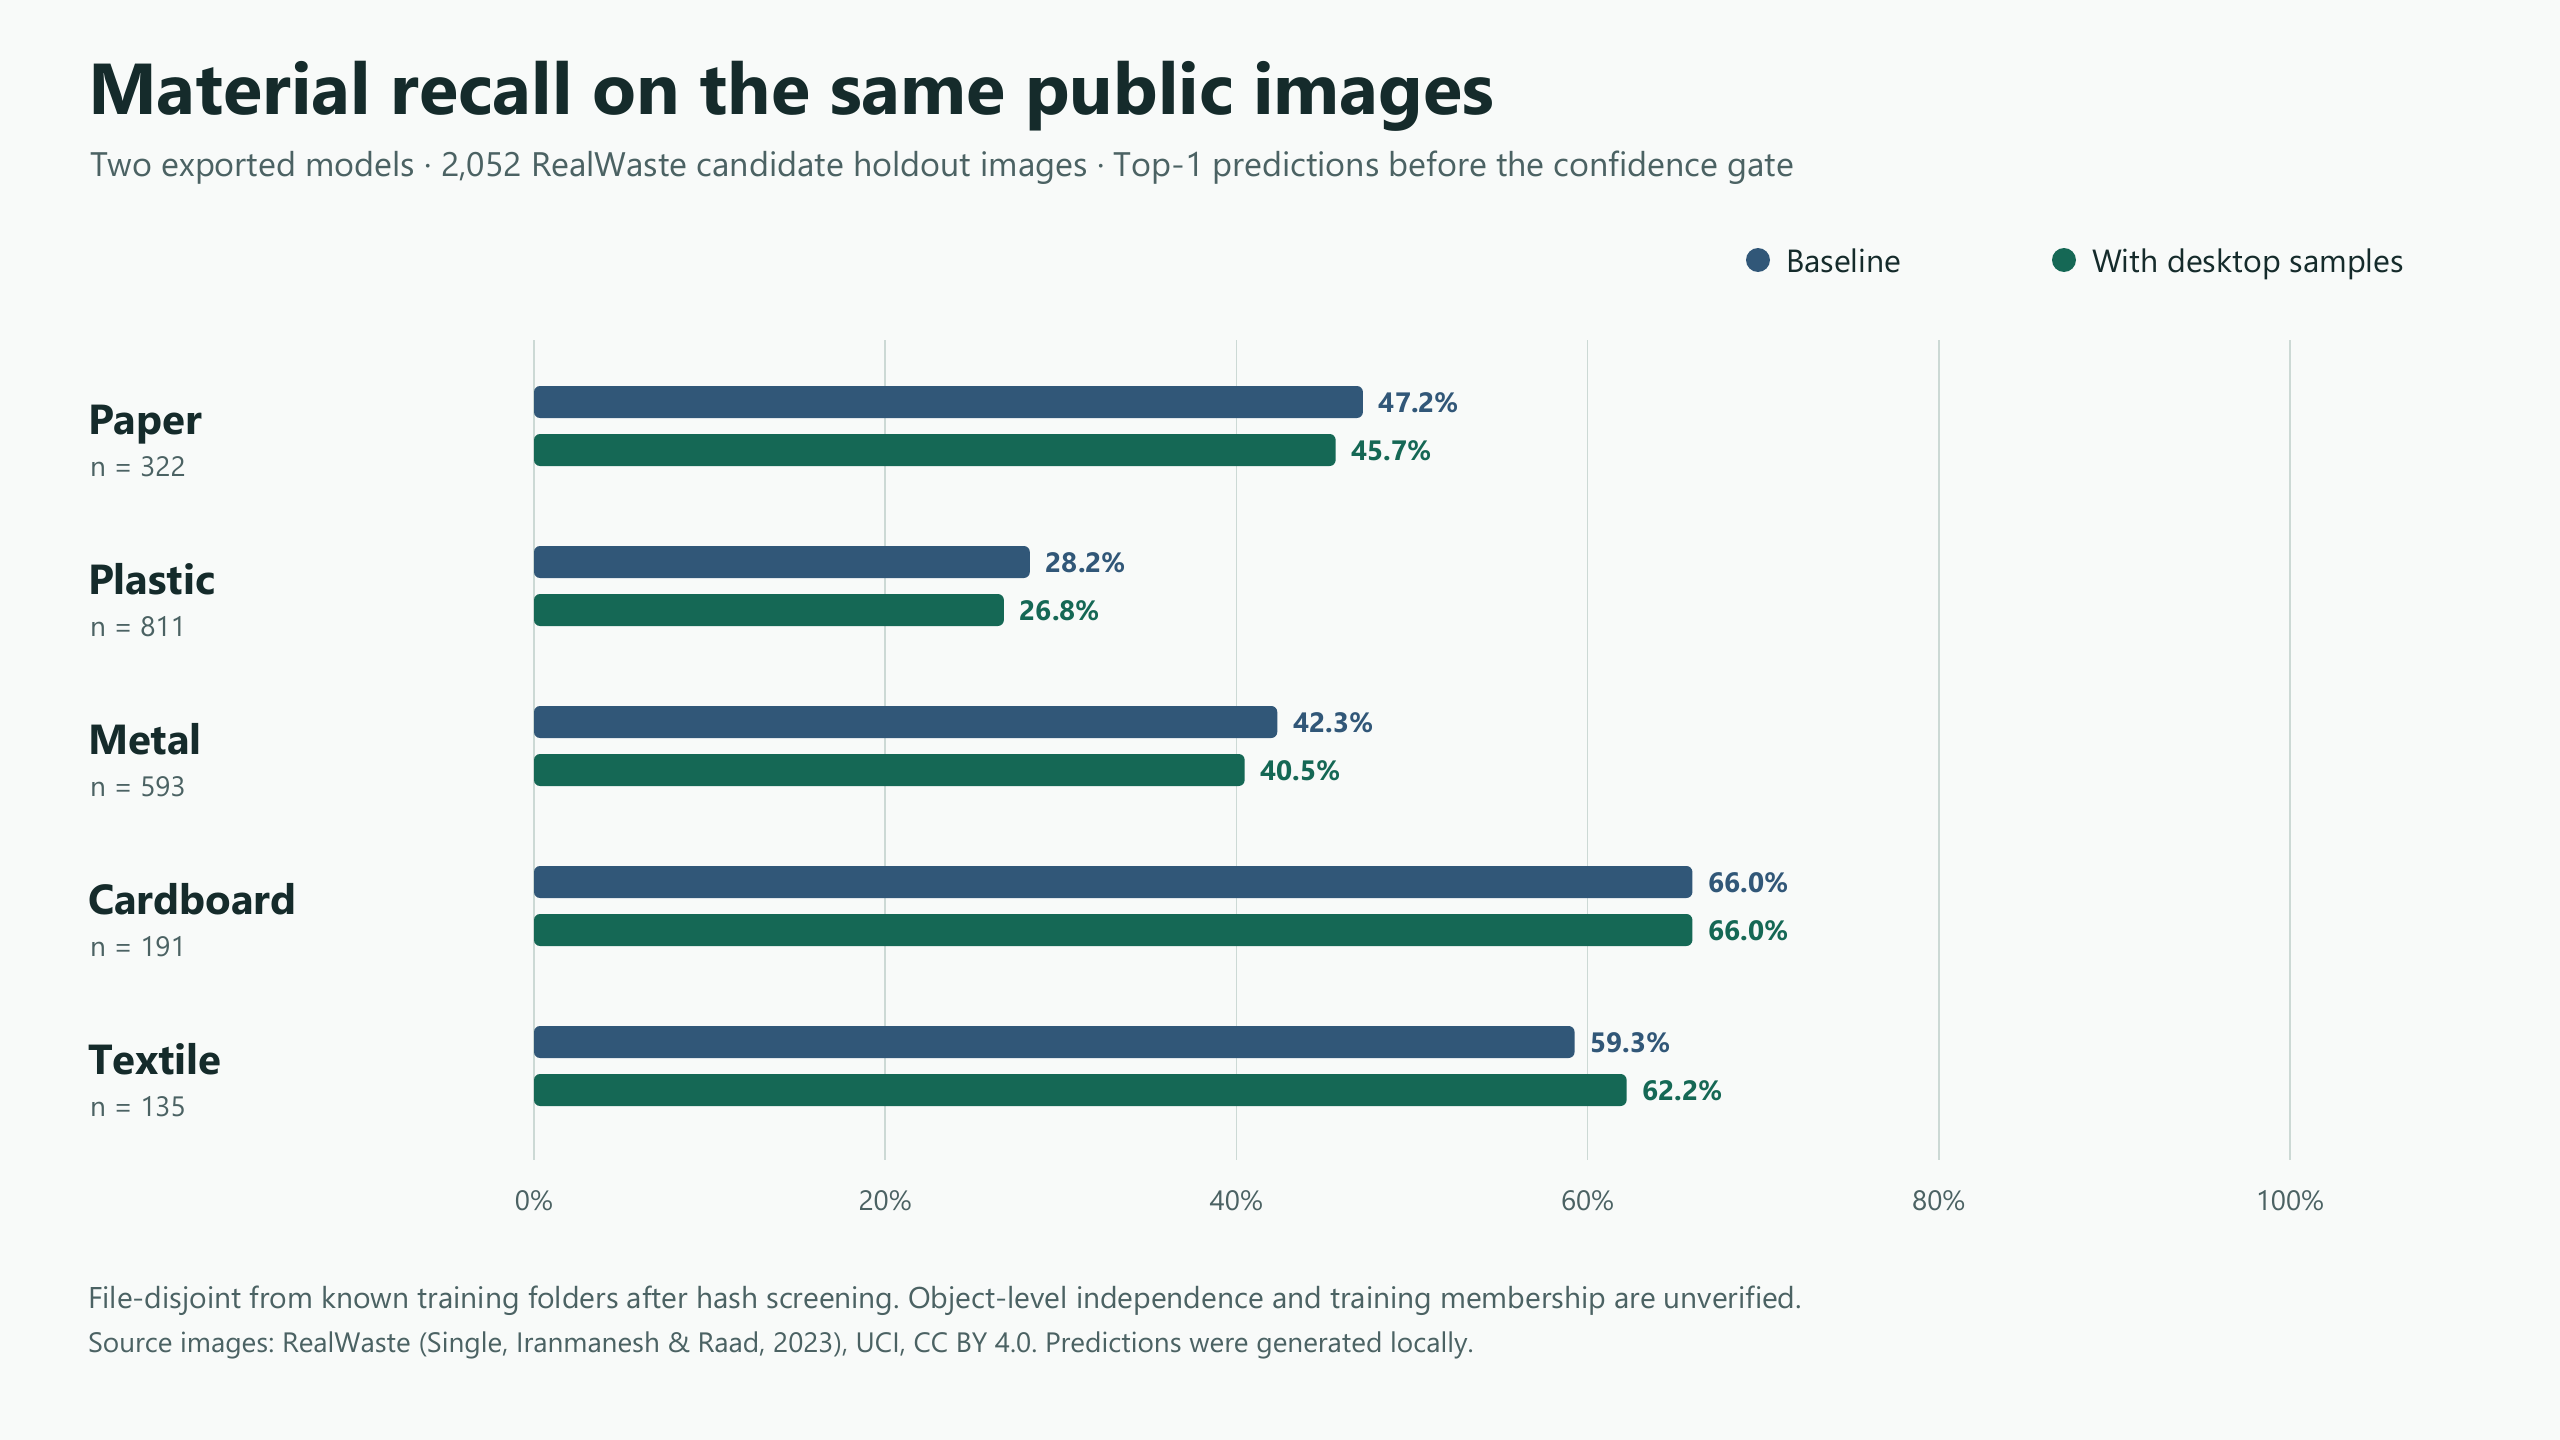 Material recall on the same public images
Two exported models · 2,052 RealWaste candidate holdout images · Top-1 predictions before the confidence gate
Baseline
With desktop samples
Paper
n = 322
47.2%
45.7%
Plastic
n = 811
28.2%
26.8%
Metal
n = 593
42.3%
40.5%
Cardboard
n = 191
66.0%
66.0%
Textile
n = 135
59.3%
62.2%
0% 20% 40% 60% 80% 100%
File-disjoint from known training folders after hash screening. Object-level independence and training membership are unverified.
Source images: RealWaste (Single, Iranmanesh & Raad, 2023), UCI, CC BY 4.0. Predictions were generated locally.